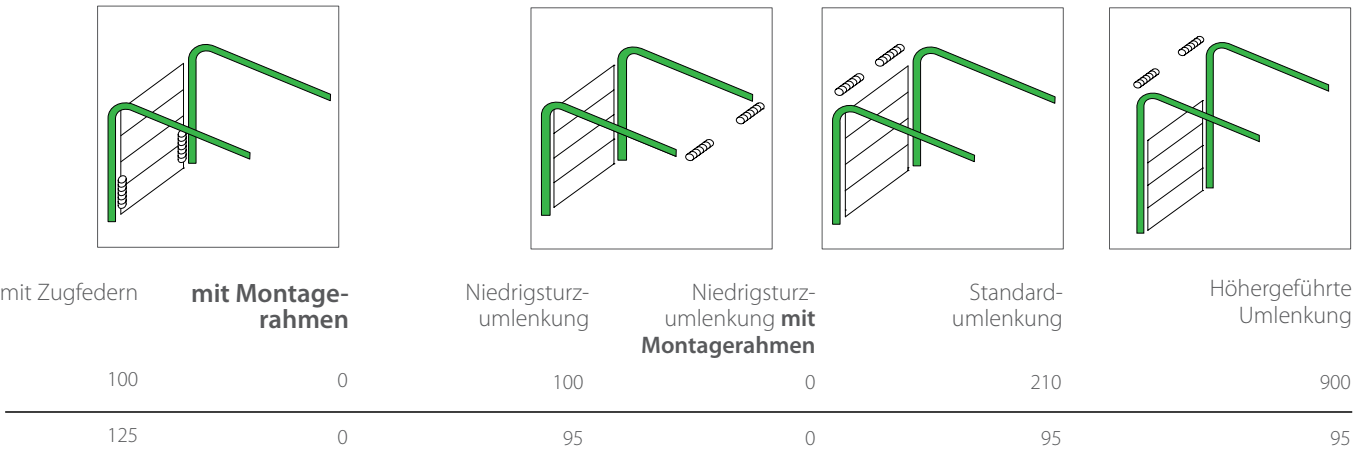 mit Zugfedern
mit Montage-
rahmen
Niedrigsturz-
umlenkung
Niedrigsturz-
umlenkung mit
Montagerahmen
Standard-
umlenkung
Höhergeführte
Umlenkung
100 0 100 0 210 900
125 0 95 0 95 95